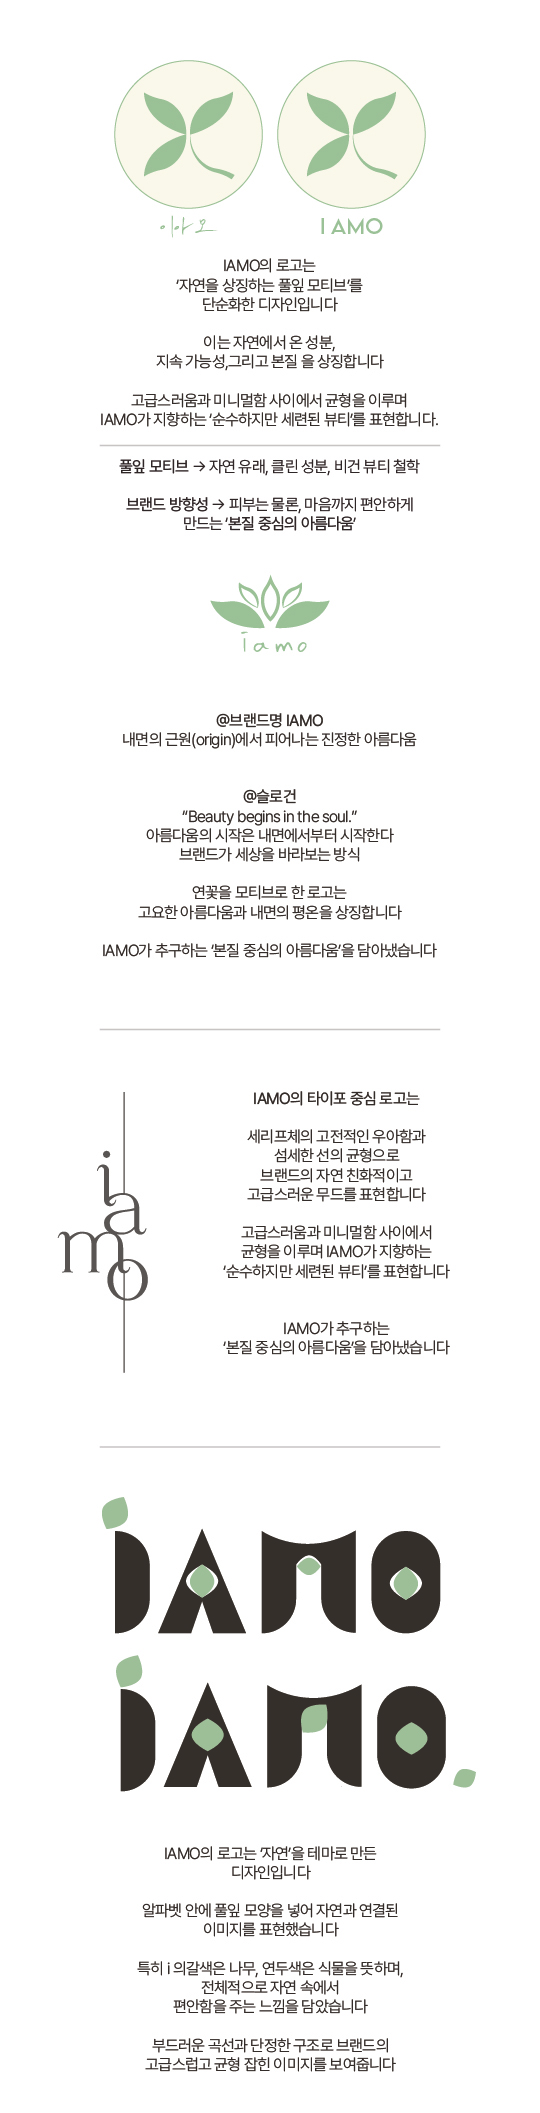 이아모
I AMO
IAMO의 로고는
‘자연을 상징하는 풀잎 모티브’를
단순화한 디자인입니다
이는 자연에서 온 성분,
지속 가능성,그리고 본질 을 상징합니다
고급스러움과 미니멀함 사이에서 균형을 이루며
IAMO가 지향하는 ‘순수하지만 세련된 뷰티’를 표현합니다.
풀잎 모티브 → 자연 유래, 클린 성분, 비건 뷰티 철학
브랜드 방향성 → 피부는 물론, 마음까지 편안하게
만드는 ‘본질 중심의 아름다움’
iamo
@브랜드명 IAMO
내면의 근원(origin)에서 피어나는 진정한 아름다움
@슬로건
“Beauty begins in the soul.”
아름다움의 시작은 내면에서부터 시작한다
브랜드가 세상을 바라보는 방식
연꽃을 모티브로 한 로고는
고요한 아름다움과 내면의 평온을 상징합니다
IAMO가 추구하는 ‘본질 중심의 아름다움’을 담아냈습니다
iamo
IAMO의 타이포 중심 로고는
세리프체의 고전적인 우아함과
섬세한 선의 균형으로
브랜드의 자연 친화적이고
고급스러운 무드를 표현합니다
고급스러움과 미니멀함 사이에서
균형을 이루며 IAMO가 지향하는
‘순수하지만 세련된 뷰티’를 표현합니다
IAMO가 추구하는
‘본질 중심의 아름다움’을 담아냈습니다
iAMO
iAMO
IAMO의 로고는 ‘자연’을 테마로 만든
디자인입니다
알파벳 안에 풀잎 모양을 넣어 자연과 연결된
이미지를 표현했습니다
특히 i 의갈색은 나무, 연두색은 식물을 뜻하며,
전체적으로 자연 속에서
편안함을 주는 느낌을 담았습니다
부드러운 곡선과 단정한 구조로 브랜드의
고급스럽고 균형 잡힌 이미지를 보여줍니다